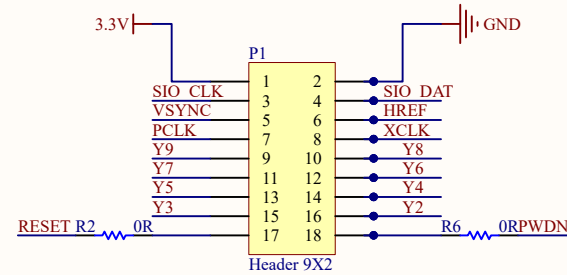 3.3V GND
P1
1 2
SIO_CLK 3 4 SIO_DAT
VSYNC 5 6 HREF
PCLK 7 8 XCLK
Y9 9 10 Y8
Y7 11 12 Y6
Y5 13 14 Y4
Y3 15 16 Y2
RESET R2 0R 17 18 R6 0R PWDN
Header 9X2